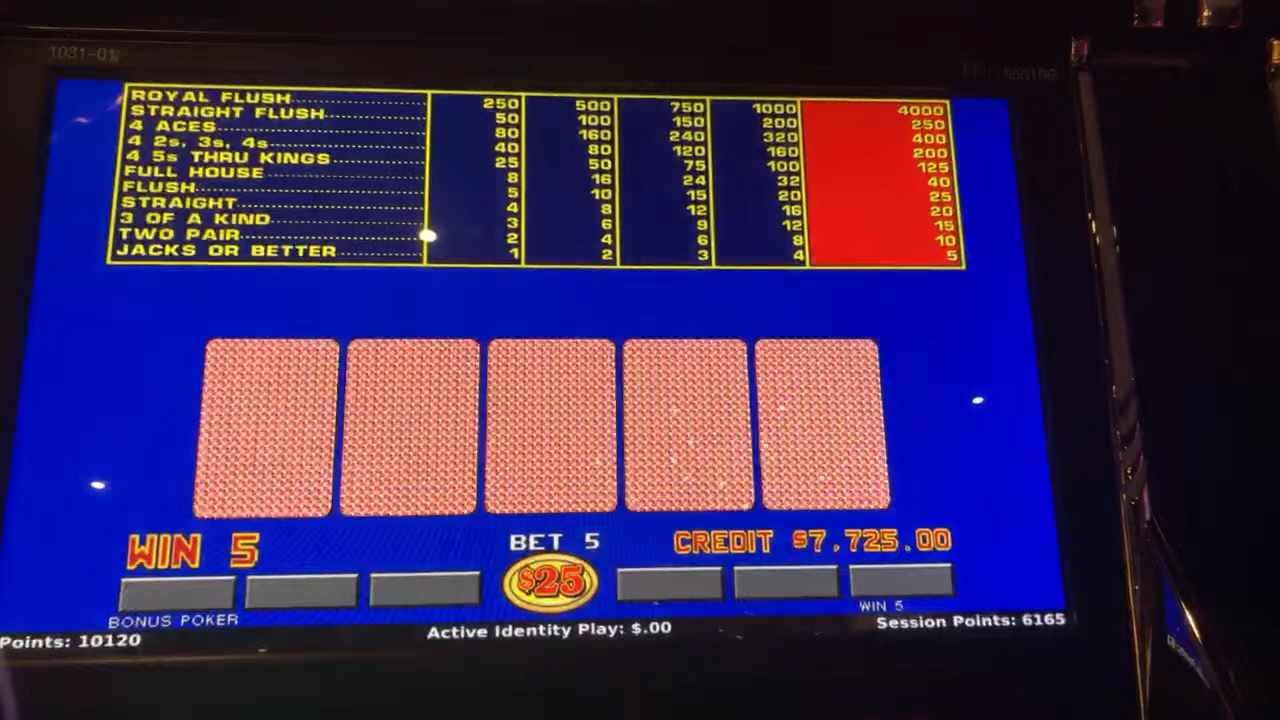 1031-01
ROYAL FLUSH 250 500 750 1000 4000
STRAIGHT FLUSH 50 100 150 200 250
4 ACES 80 160 240 320 400
4 2s, 3s, 4s 40 80 120 160 200
4 5s THRU KINGS 25 50 75 100 125
FULL HOUSE 8 16 24 32 40
FLUSH 5 10 15 20 25
STRAIGHT 4 8 12 16 20
3 OF A KIND 3 6 9 12 15
TWO PAIR 2 4 6 8 10
JACKS OR BETTER 1 2 3 4 5
WIN 5 BET 5 CREDIT $7,725.00
$25
BONUS POKER WIN 5
Points: 10120 Active Identity Play: $.00 Session Points: 6165